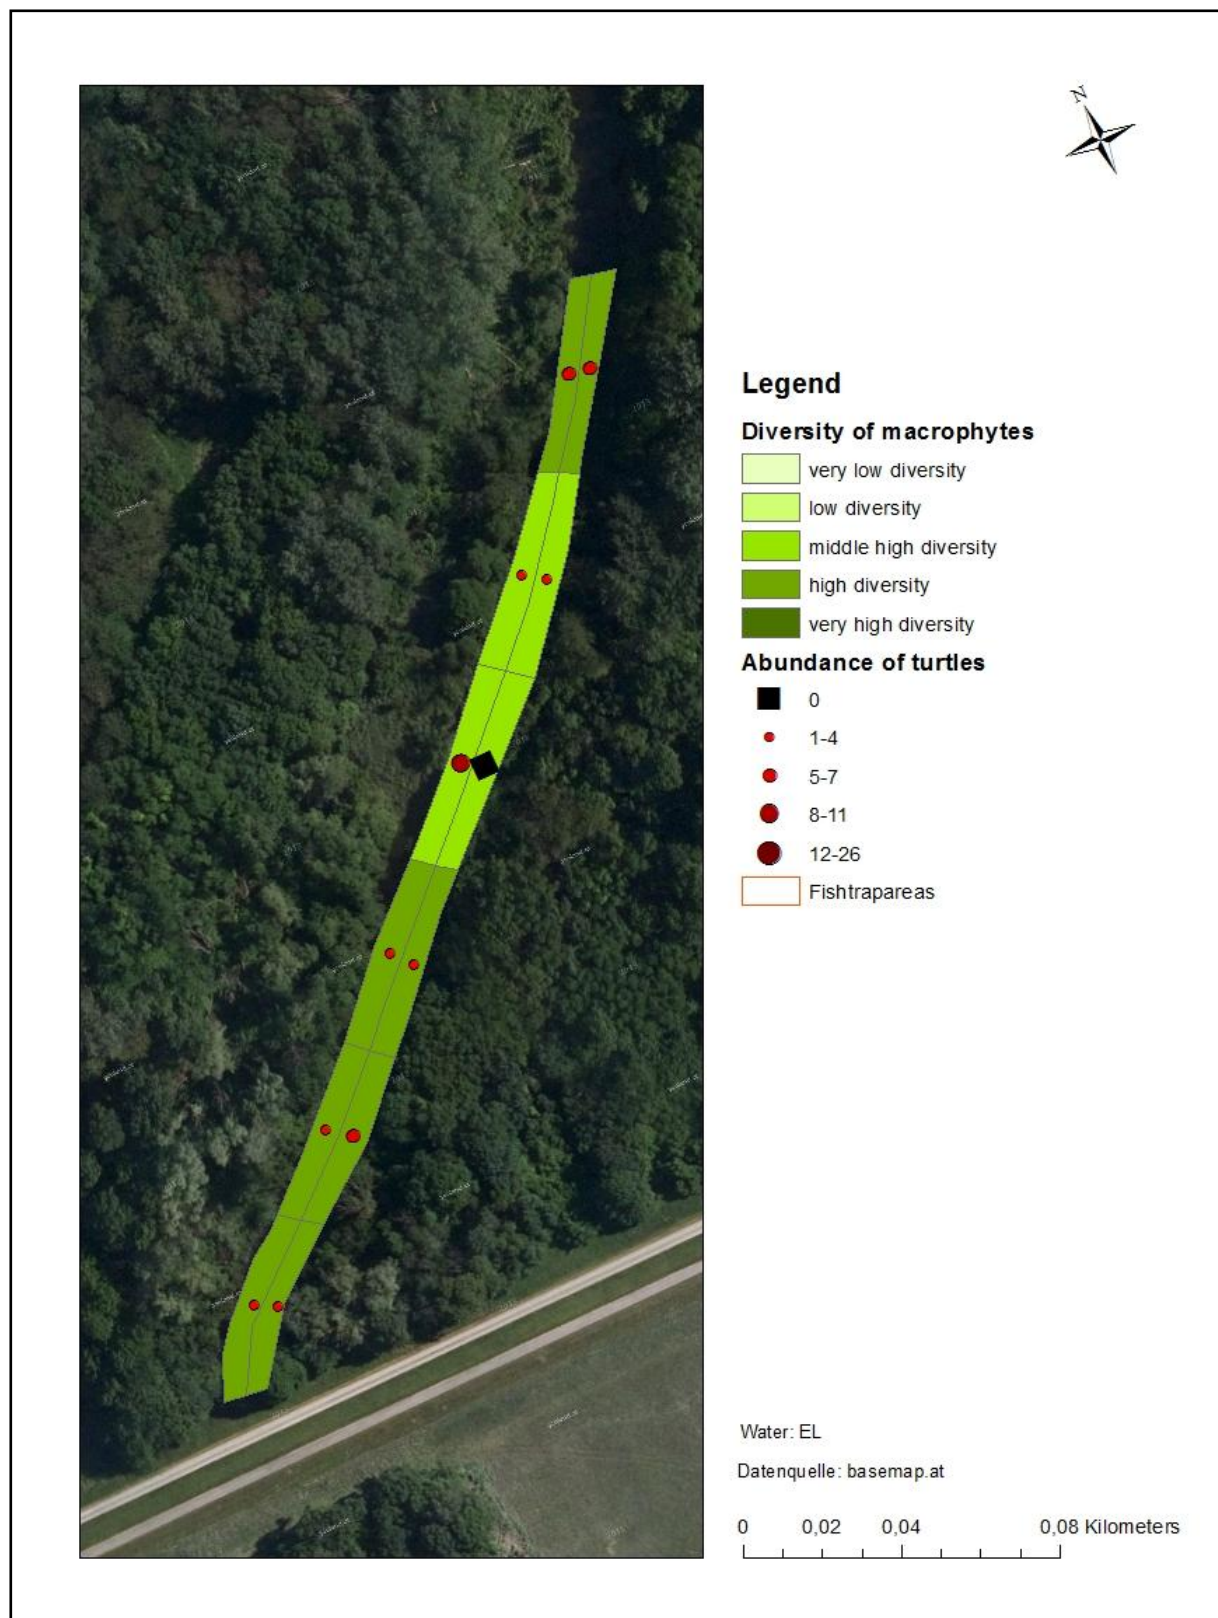 N
Legend
Diversity of macrophytes
very low diversity
low diversity
middle high diversity
high diversity
very high diversity
Abundance of turtles
0
1-4
5-7
8-11
12-26
Fishtrapareas
Water: EL
Datenquelle: basemap.at
0 0,02 0,04 0,08 Kilometers